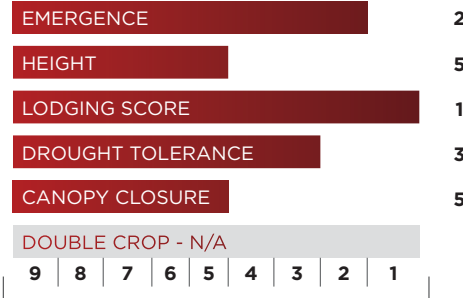 EMERGENCE 2
HEIGHT 5
LODGING SCORE 1
DROUGHT TOLERANCE 3
CANOPY CLOSURE 5
DOUBLE CROP - N/A
9 8 7 6 5 4 3 2 1